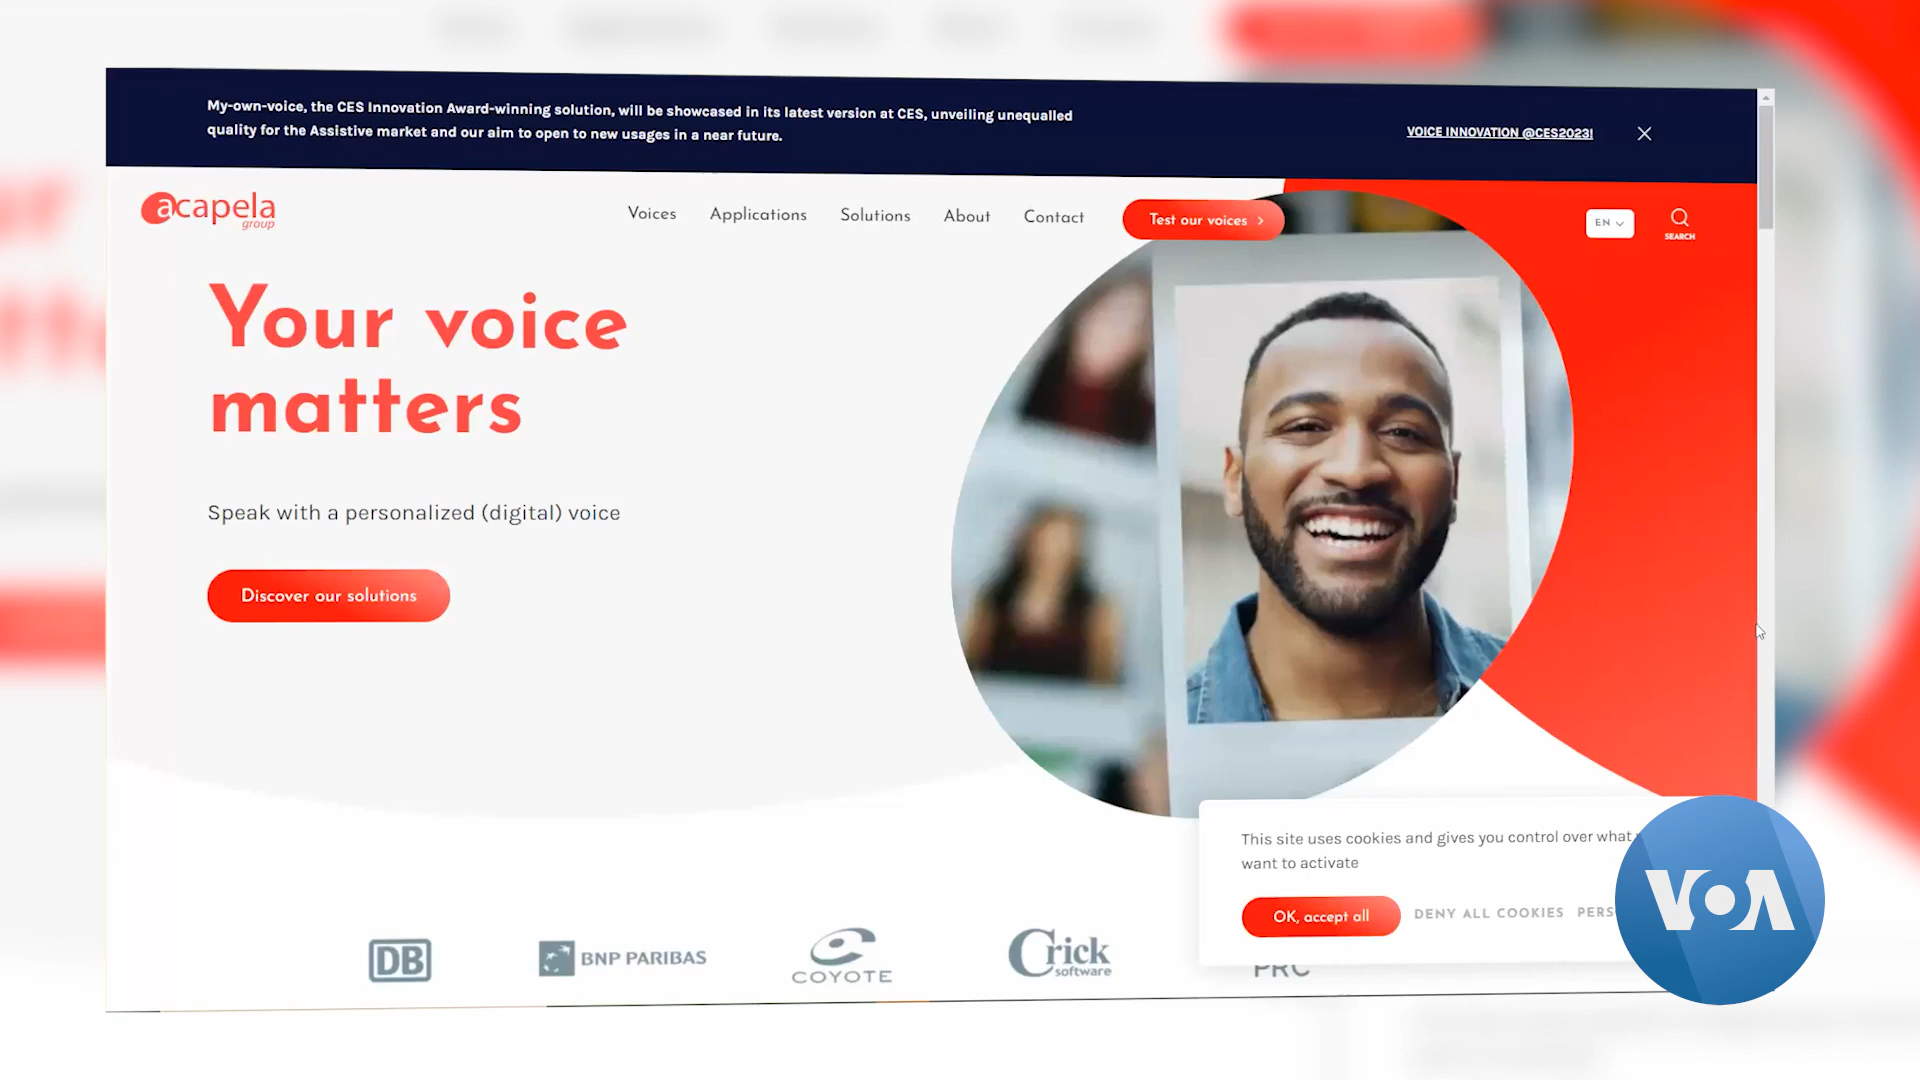 My-own-voice, the CES Innovation Award-winning solution, will be showcased in its latest version at CES, unveiling unequalled
quality for the Assistive market and our aim to open to new usages in a near future.
VOICE INNOVATION @CES2023!
acapela
group
Voices
Applications
Solutions
About
Contact
Test our voices
EN
SEARCH
Your voice
matters
Speak with a personalized (digital) voice
Discover our solutions
This site uses cookies and gives you control over what
want to activate
OK, accept all
DENY ALL COOKIES
DB
BNP PARIBAS
COYOTE
Crick
software
PRC
VOA